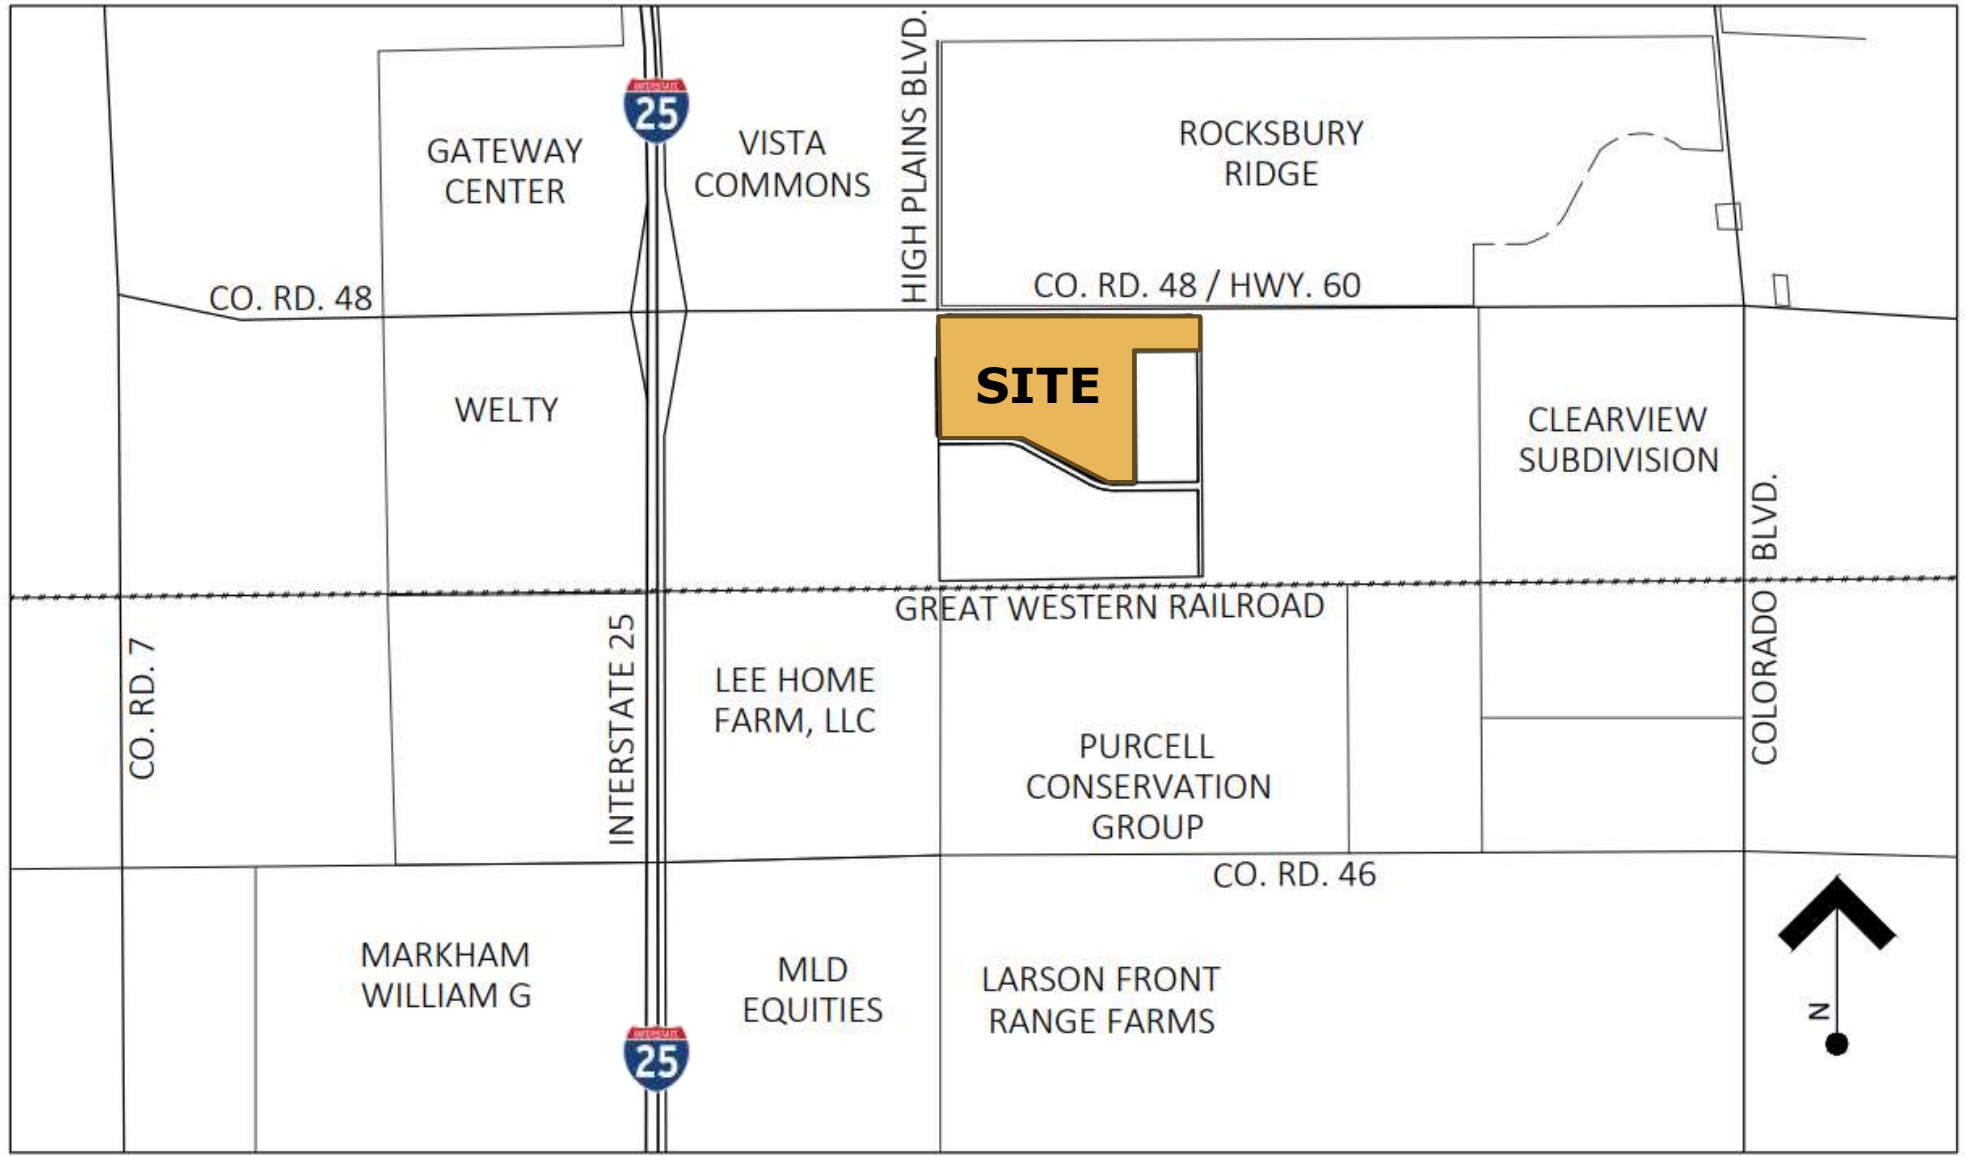 INTERSTATE
25
HIGH PLAINS BLVD.
GATEWAY
CENTER
VISTA
COMMONS
ROCKSBURY
RIDGE
CO. RD. 48
CO. RD. 48 / HWY. 60
SITE
WELTY
CLEARVIEW
SUBDIVISION
COLORADO BLVD.
GREAT WESTERN RAILROAD
CO. RD. 7
INTERSTATE 25
LEE HOME
FARM, LLC
PURCELL
CONSERVATION
GROUP
CO. RD. 46
MARKHAM
WILLIAM G
MLD
EQUITIES
LARSON FRONT
RANGE FARMS
N
INTERSTATE
25